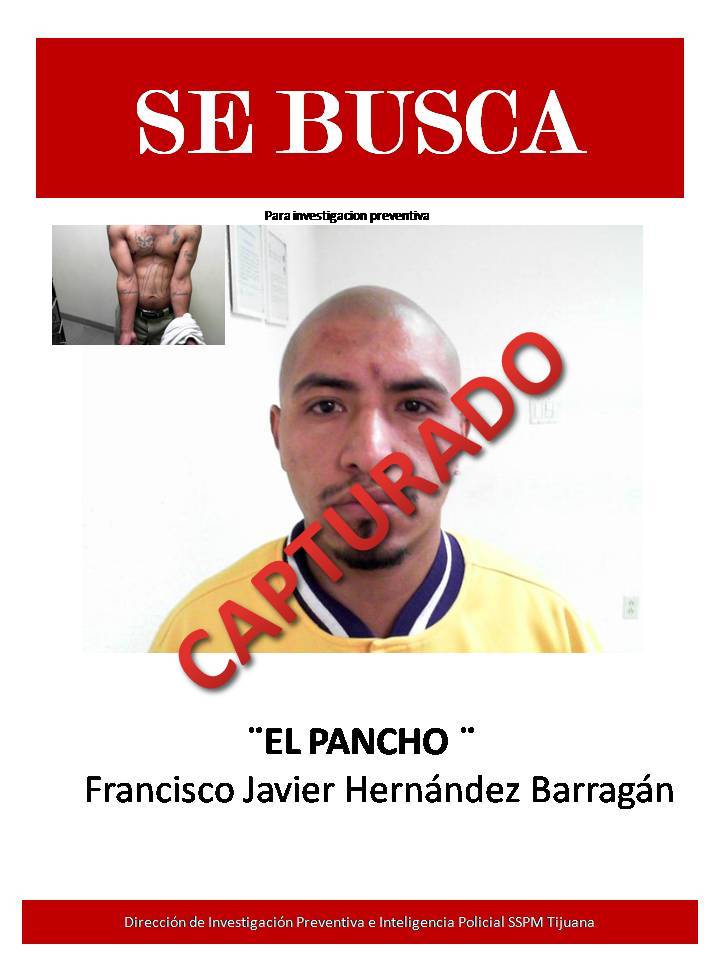 SE BUSCA
Para investigacion preventiva
CAPTURADO
¨EL PANCHO ¨
Francisco Javier Hernández Barragán
Dirección de Investigación Preventiva e Inteligencia Policial SSPM Tijuana